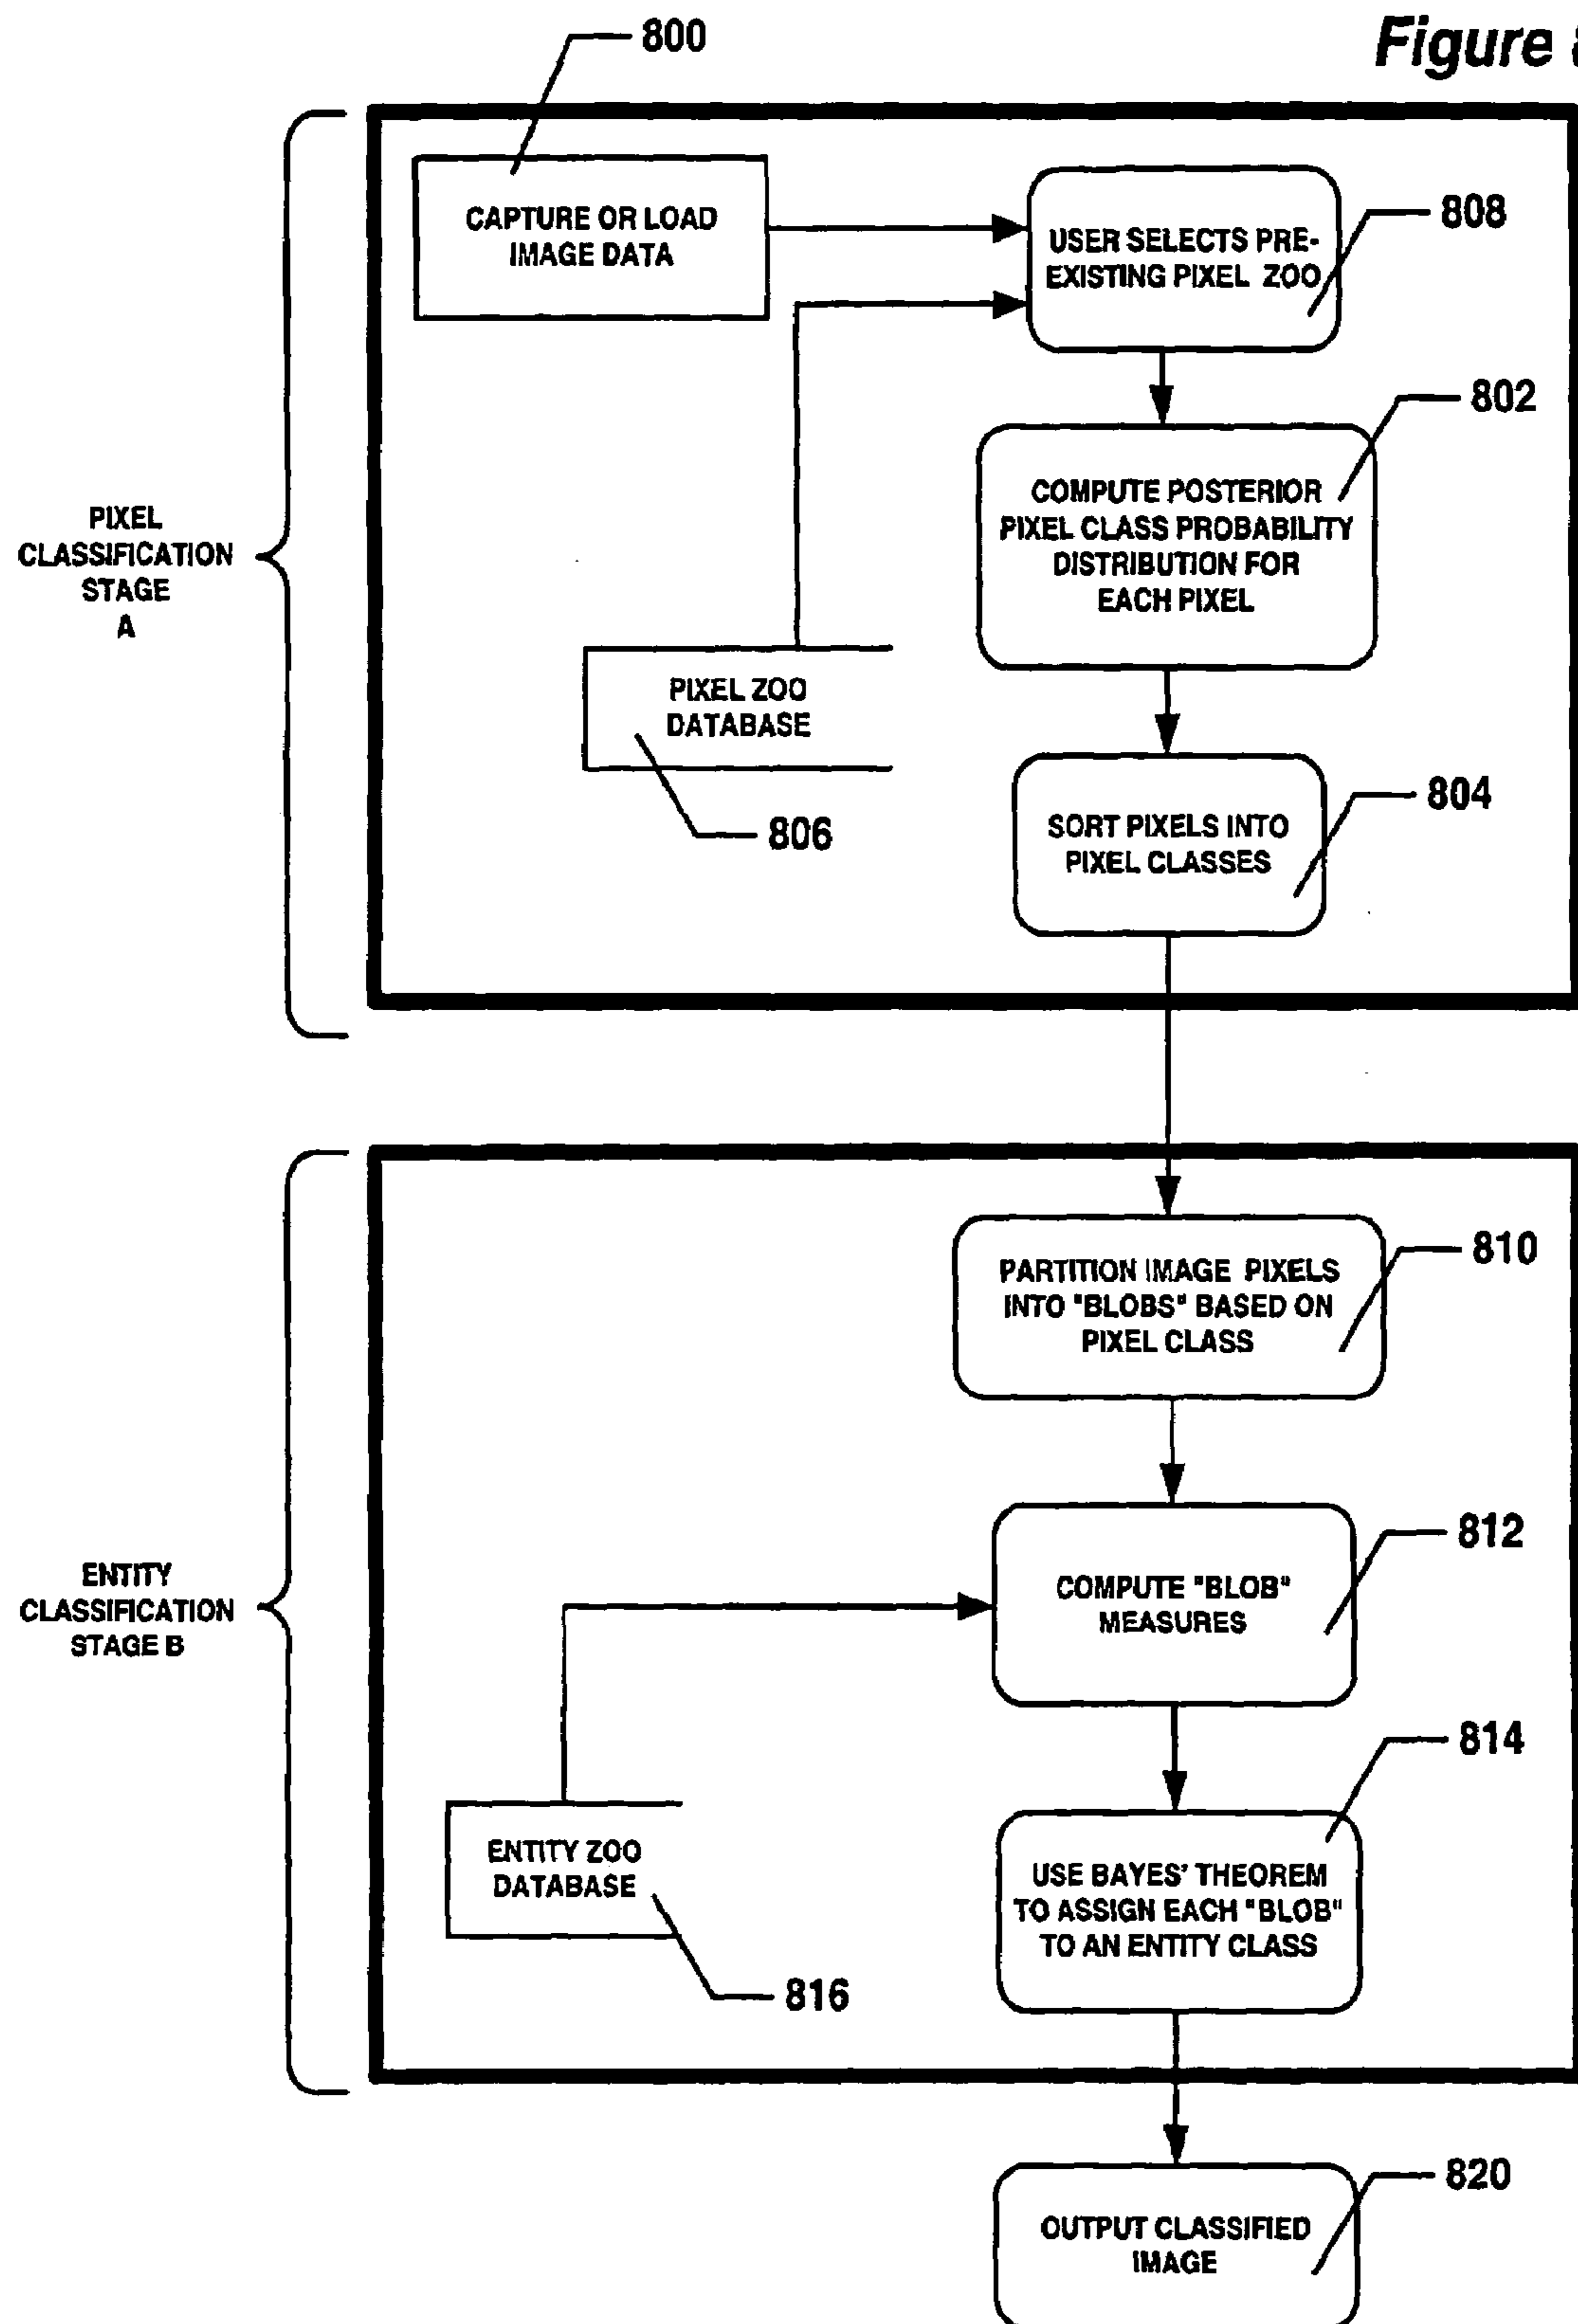 800
Figure 8
CAPTURE OR LOAD
IMAGE DATA
USER SELECTS PRE-
EXISTING PIXEL ZOO
808
802
COMPUTE POSTERIOR
PIXEL CLASS PROBABILITY
DISTRIBUTION FOR
EACH PIXEL
PIXEL
CLASSIFICATION
STAGE
A
PIXEL ZOO
DATABASE
806
804
SORT PIXELS INTO
PIXEL CLASSES
810
PARTITION IMAGE PIXELS
INTO "BLOBS" BASED ON
PIXEL CLASS
812
COMPUTE "BLOB"
MEASURES
ENTITY
CLASSIFICATION
STAGE B
814
ENTITY ZOO
DATABASE
816
USE BAYES' THEOREM
TO ASSIGN EACH "BLOB"
TO AN ENTITY CLASS
820
OUTPUT CLASSIFIED
IMAGE